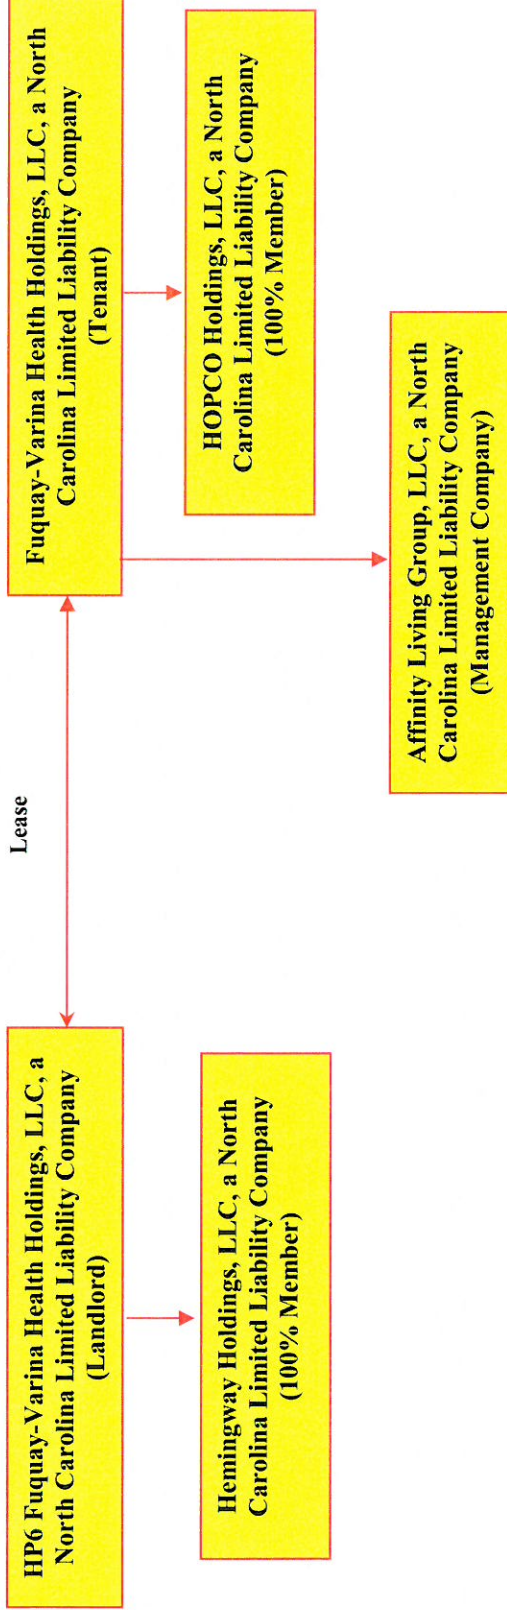 HP6 Fuquay-Varina Health Holdings, LLC, a
North Carolina Limited Liability Company
(Landlord)
Lease
Fuquay-Varina Health Holdings, LLC, a North
Carolina Limited Liability Company
(Tenant)
Hemingway Holdings, LLC, a North
Carolina Limited Liability Company
(100% Member)
HOPCO Holdings, LLC, a North
Carolina Limited Liability Company
(100% Member)
Affinity Living Group, LLC, a North
Carolina Limited Liability Company
(Management Company)